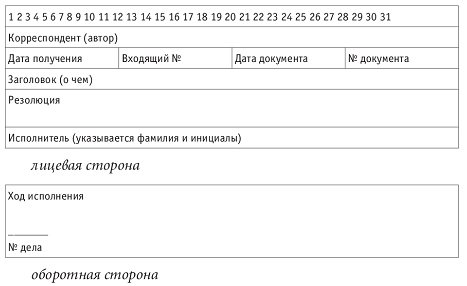 1 2 3 4 5 6 7 8 9 10 11 12 13 14 15 16 17 18 19 20 21 22 23 24 25 26 27 28 29 30 31
Корреспондент (автор)
Дата получения Входящий № Дата документа № документа
Заголовок (о чем)
Резолюция
Исполнитель (указывается фамилия и инициалы)
лицевая сторона
Ход исполнения
_______
№ дела
оборотная сторона